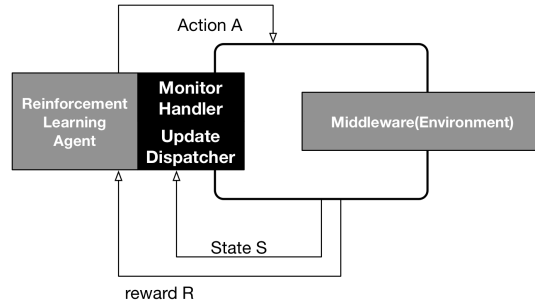 Action A
Reinforcement
Learning
Agent
Monitor
Handler
Update
Dispatcher
Middleware(Environment)
State S
reward R